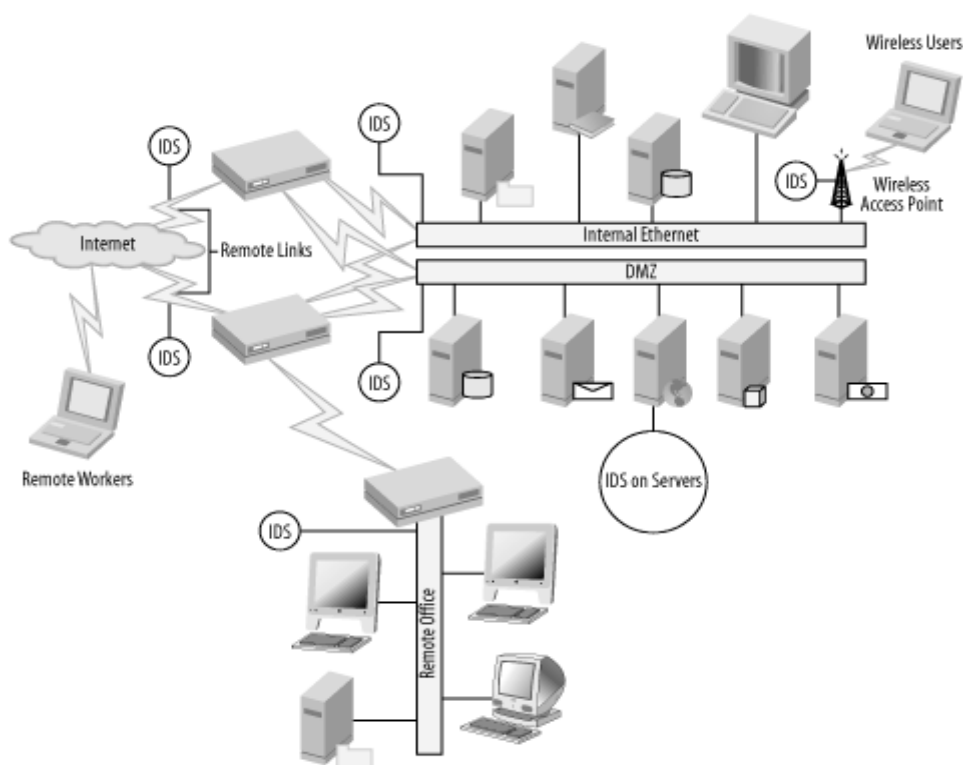 Wireless Users
IDS
IDS
IDS
Wireless
Access Point
Internet
Remote Links
Internal Ethernet
DMZ
IDS
IDS
Remote Workers
IDS on Servers
IDS
Remote Office